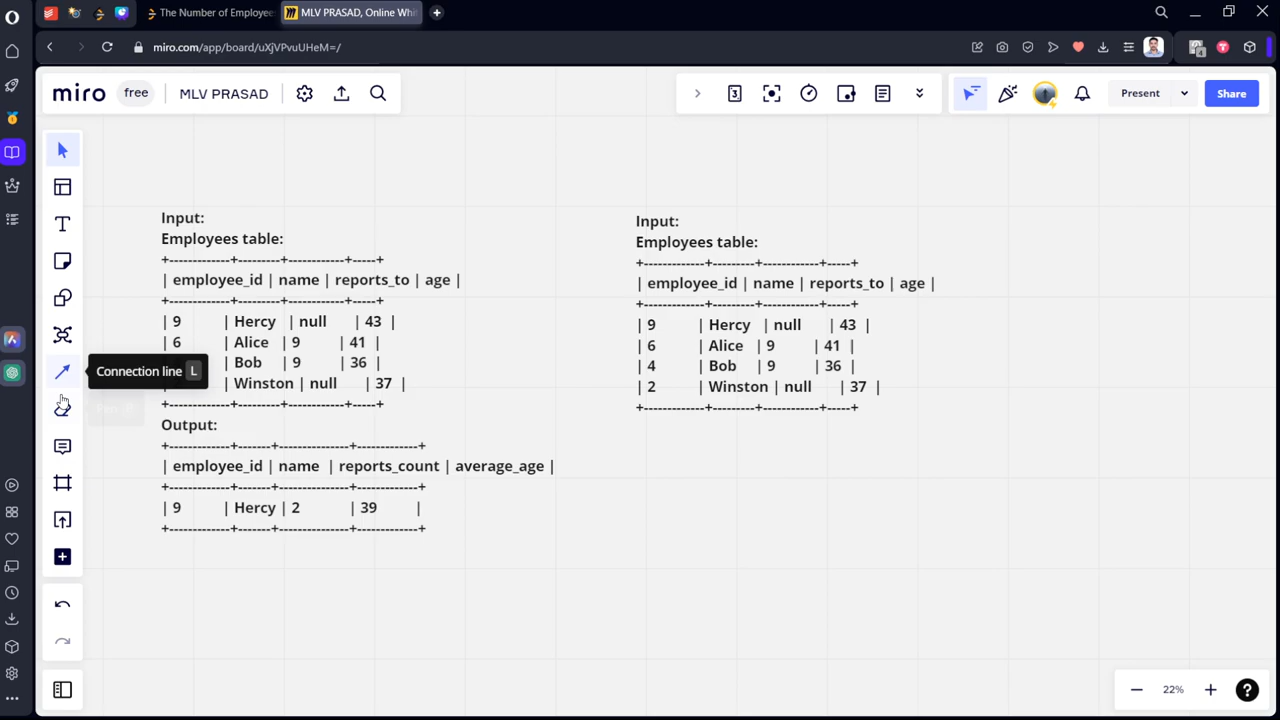 The Number of Employee
MLV PRASAD, Online Whi
miro.com/app/board/uXjVPvuUHeM=/
4
miro
free
MLV PRASAD
3
Present
Share
Input:
Employees table:
+-------------+--------+------------+-----+
| employee_id | name | reports_to | age |
+-------------+--------+------------+-----+
| 9 | Hercy | null | 43 |
| 6 | Alice | 9 | 41 |
| Bob | 9 | 36 |
| Winston | null | 37 |
+-------------+--------+------------+-----+
Output:
+-------------+-------+---------------+-------------+
| employee_id | name | reports_count | average_age |
+-------------+-------+---------------+-------------+
| 9 | Hercy | 2 | 39 |
+-------------+-------+---------------+-------------+
Input:
Employees table:
+-------------+--------+------------+-----+
| employee_id | name | reports_to | age |
+-------------+--------+------------+-----+
| 9 | Hercy | null | 43 |
| 6 | Alice | 9 | 41 |
| 4 | Bob | 9 | 36 |
| 2 | Winston | null | 37 |
+-------------+--------+------------+-----+
Connection line L
22%